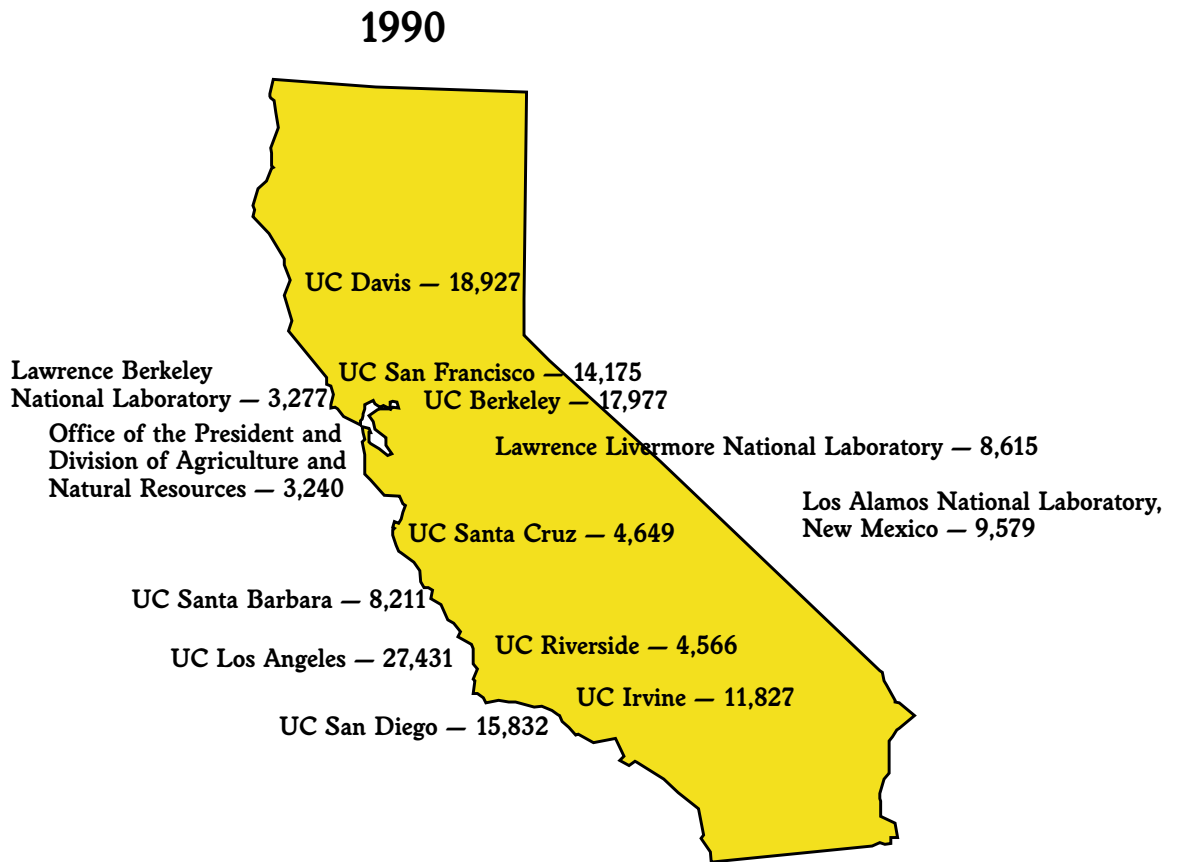 1990
UC Davis — 18,927
Lawrence Berkeley
National Laboratory — 3,277
UC San Francisco — 14,175
UC Berkeley — 17,977
Office of the President and
Division of Agriculture and
Natural Resources — 3,240
Lawrence Livermore National Laboratory — 8,615
Los Alamos National Laboratory,
New Mexico — 9,579
UC Santa Cruz — 4,649
UC Santa Barbara — 8,211
UC Riverside — 4,566
UC Los Angeles — 27,431
UC Irvine — 11,827
UC San Diego — 15,832